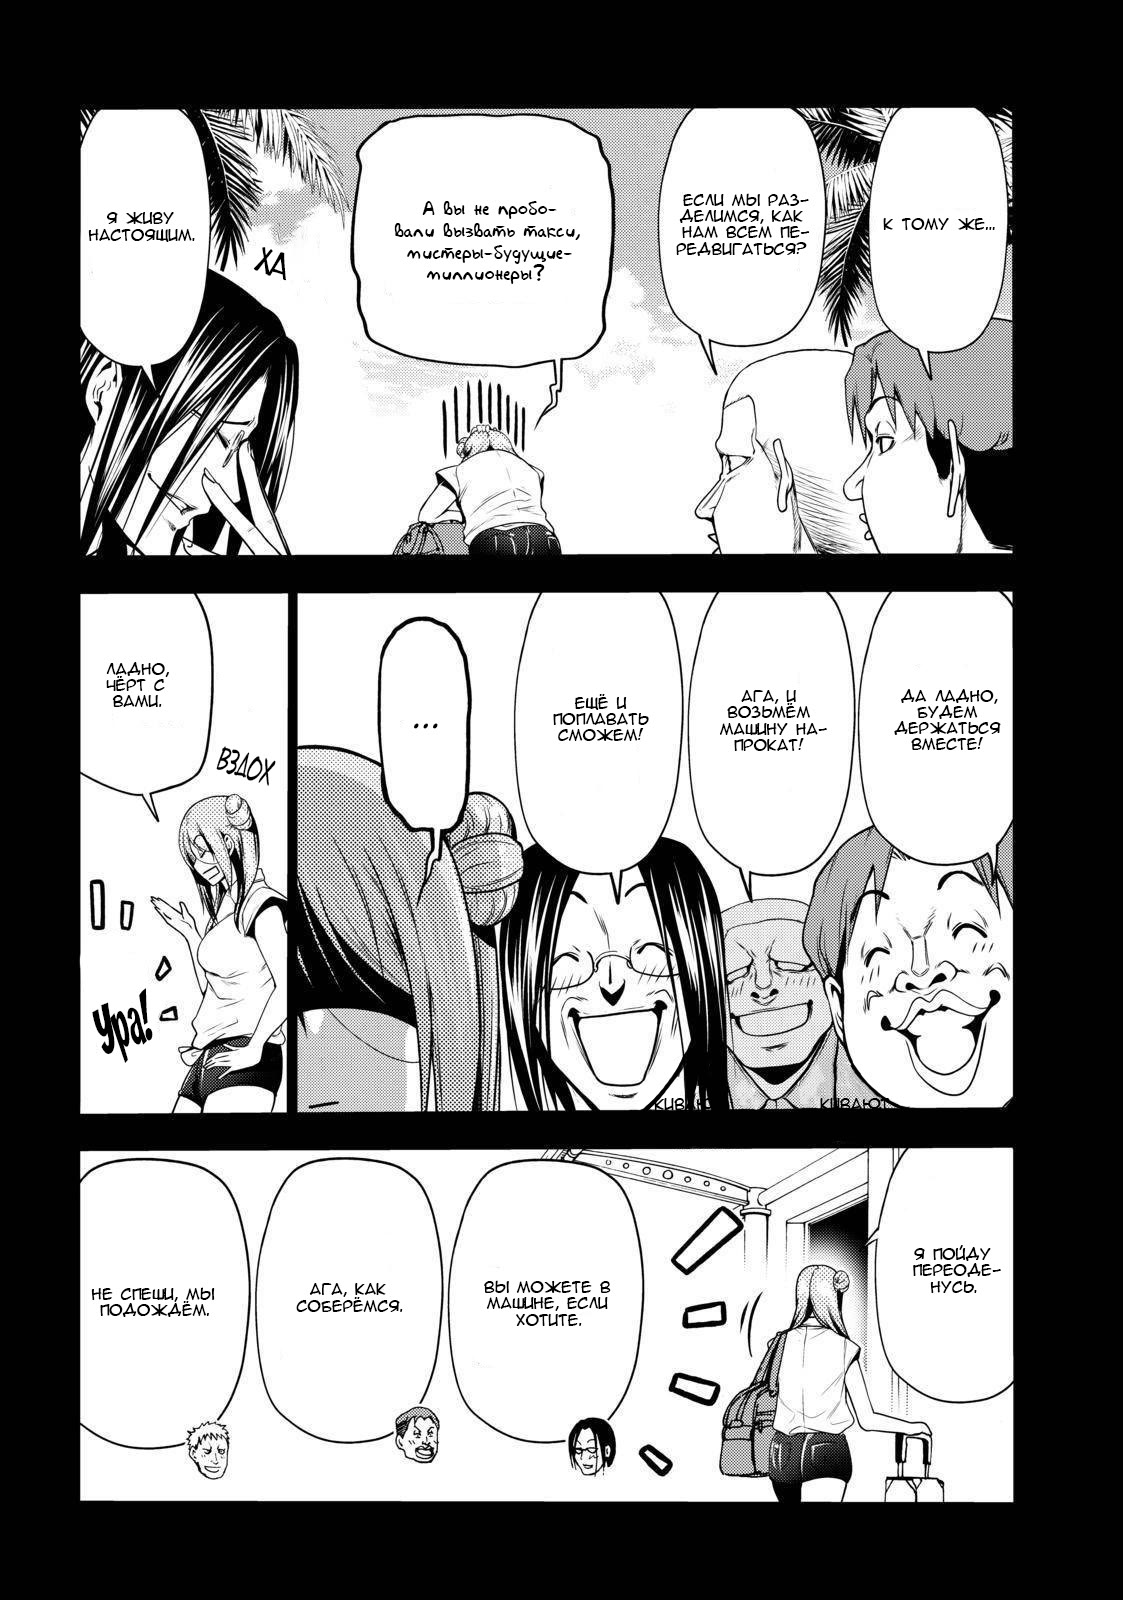 К ТОМУ ЖЕ...
ЕСЛИ МЫ РАЗ-
ДЕЛИМСЯ, КАК
НАМ ВСЕМ ПЕ-
РЕДВИГАТЬСЯ?
А вы не пробо-
вали вызвать такси,
мистеры-будущие-
миллионеры?
ХА
Я ЖИВУ
НАСТОЯЩИМ.
ДА ЛАДНО,
БУДЕМ
ДЕРЖАТЬСЯ
ВМЕСТЕ!
АГА, И
ВОЗЬМЁМ
МАШИНУ НА-
ПРОКАТ!
ЕЩЁ И
ПОПЛАВАТЬ
СМОЖЕМ!
КИВАЮТ
КИВАЮТ
...
ЛАДНО,
ЧЁРТ С
ВАМИ.
ВЗДОХ
Ура!
Я ПОЙДУ
ПЕРЕОДЕ-
НУСЬ.
ВЫ МОЖЕТЕ В
МАШИНЕ, ЕСЛИ
ХОТИТЕ.
АГА, КАК
СОБЕРЁМСЯ.
НЕ СПЕШИ, МЫ
ПОДОЖДЁМ.